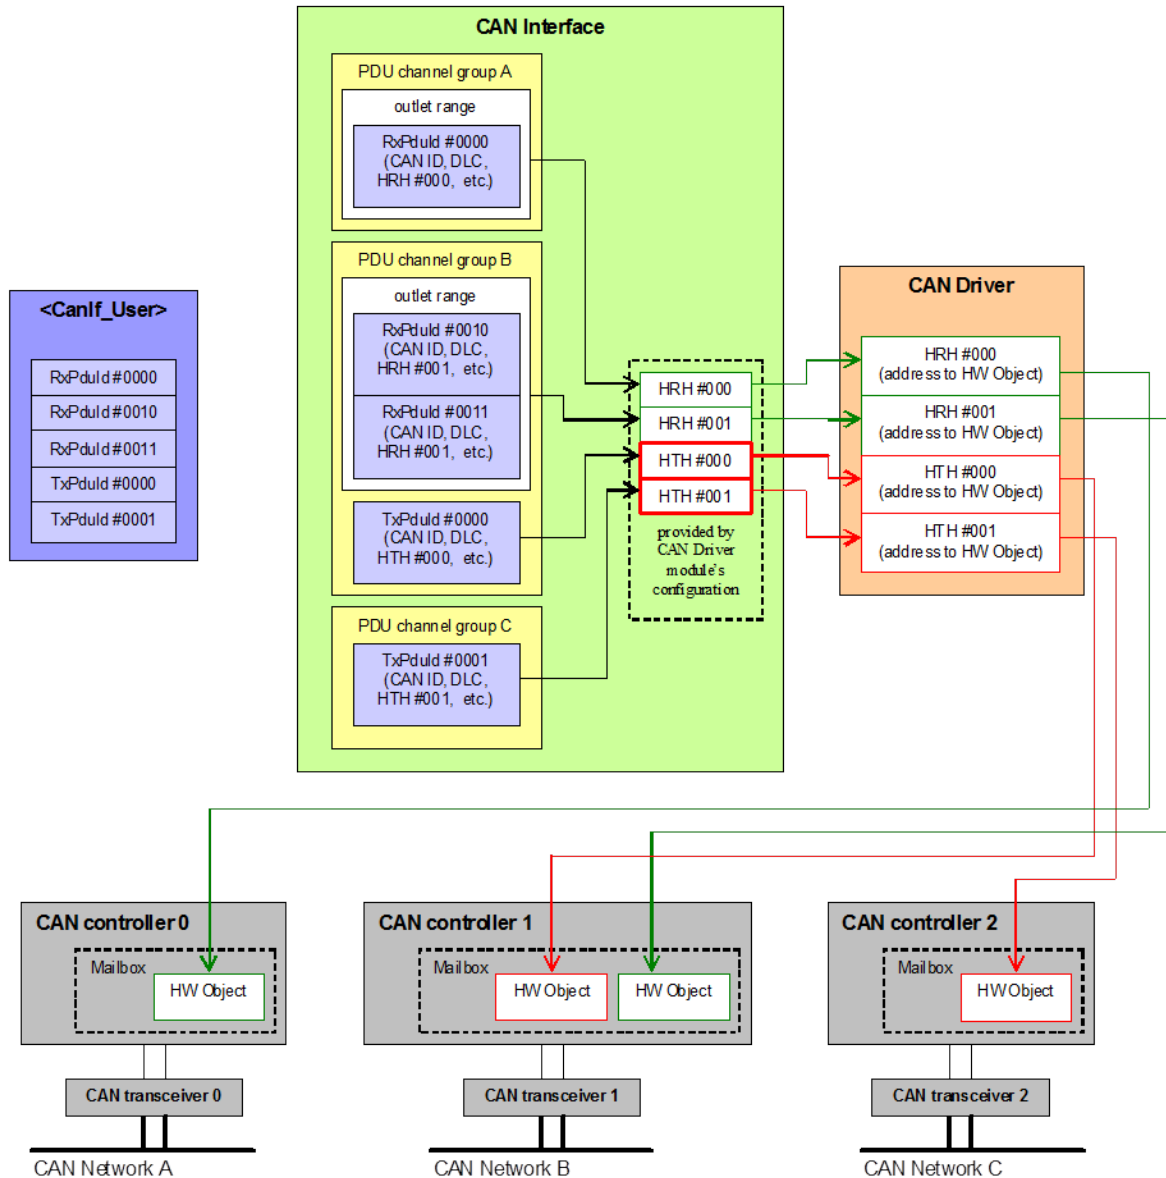 CAN Interface
PDU channel group A
outlet range
RxPduId #0000
(CAN ID, DLC,
HRH #000, etc.)
PDU channel group B
outlet range
RxPduId #0010
(CAN ID, DLC,
HRH #001, etc.)
RxPduId #0011
(CAN ID, DLC,
HRH #001, etc.)
TxPduId #0000
(CAN ID, DLC,
HTH #000, etc.)
PDU channel group C
TxPduId #0001
(CAN ID, DLC,
HTH #001, etc.)
HRH #000
HRH #001
HTH #000
HTH #001
provided by
CAN Driver
module's
configuration
<CanIf_User>
RxPduId #0000
RxPduId #0010
RxPduId #0011
TxPduId #0000
TxPduId #0001
CAN Driver
HRH #000
(address to HW Object)
HRH #001
(address to HW Object)
HTH #000
(address to HW Object)
HTH #001
(address to HW Object)
CAN controller 0
Mailbox
HW Object
CAN transceiver 0
CAN Network A
CAN controller 1
Mailbox
HW Object
HW Object
CAN transceiver 1
CAN Network B
CAN controller 2
Mailbox
HW Object
CAN transceiver 2
CAN Network C